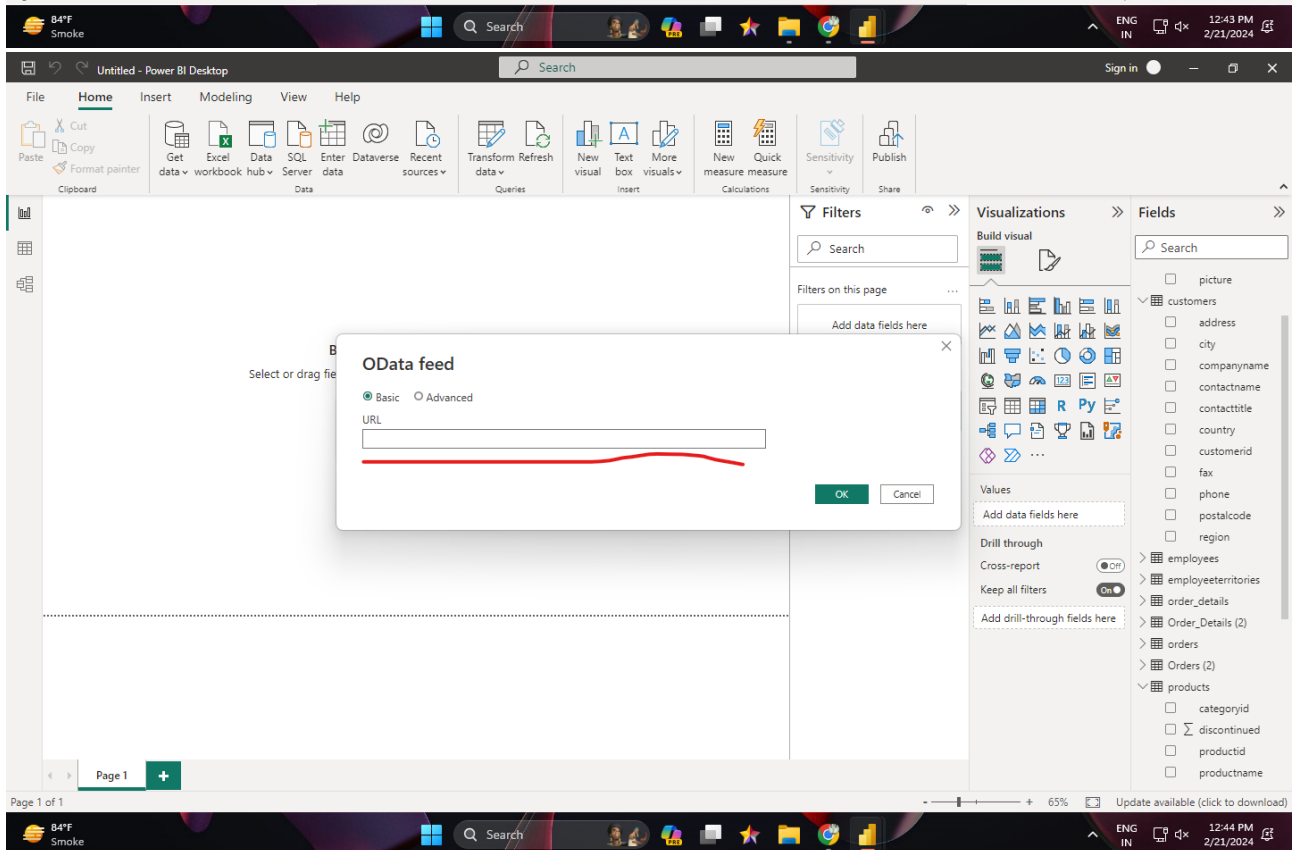 84°F
Smoke
Search
PRE
ENG
IN
12:43 PM
2/21/2024
Untitled - Power BI Desktop
Search
Sign in
File Home Insert Modeling View Help
Paste
Cut
Copy
Format painter
Clipboard
Get data
Excel workbook
Data hub
SQL Server
Enter data
Dataverse
Recent sources
Data
Transform data
Refresh
Queries
New visual
Text box
More visuals
Insert
New measure
Quick measure
Calculations
Sensitivity
Sensitivity
Publish
Share
B
Select or drag fie
OData feed
Basic Advanced
URL
OK Cancel
Filters
Search
Filters on this page
...
Add data fields here
Visualizations
Build visual
123
R Py
...
Values
Add data fields here
Drill through
Cross-report Off
Keep all filters On
Add drill-through fields here
Fields
Search
picture
customers
address
city
companyname
contactname
contacttitle
country
customerid
fax
phone
postalcode
region
employees
employeeterritories
order_details
Order_Details (2)
orders
Orders (2)
products
categoryid
∑ discontinued
productid
productname
Page 1
+
Page 1 of 1
- + 65%
Update available (click to download)
84°F
Smoke
Search
PRE
ENG
IN
12:44 PM
2/21/2024